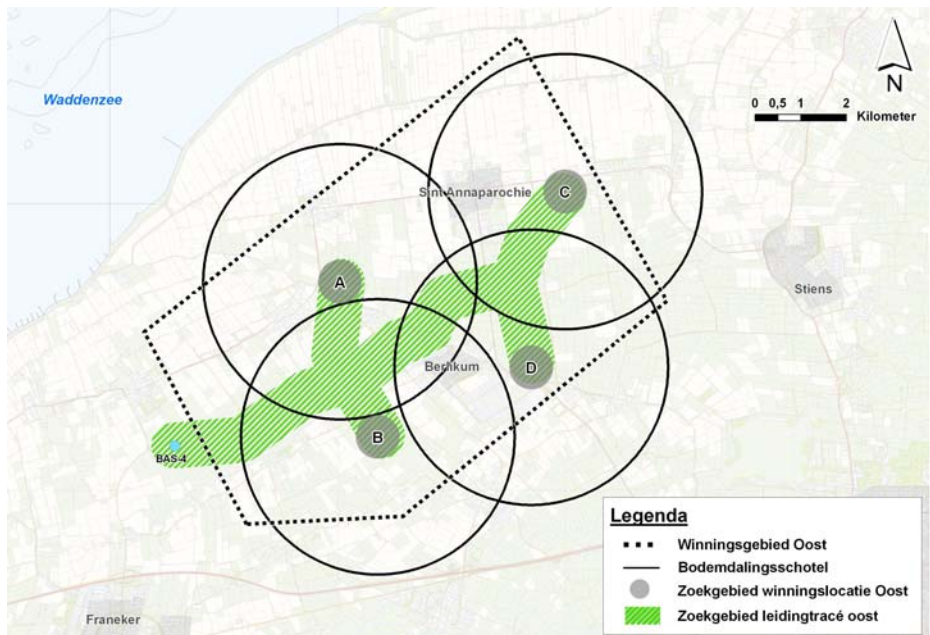 Waddenzee
N
0 0,5 1 2
Kilometer
Sint Annaparochie
C
A
Stiens
Berlikum
D
B
BAS-4
Franeker
Legenda
Winningsgebied Oost
Bodemdalingsschotel
Zoekgebied winningslocatie Oost
Zoekgebied leidingtracé oost